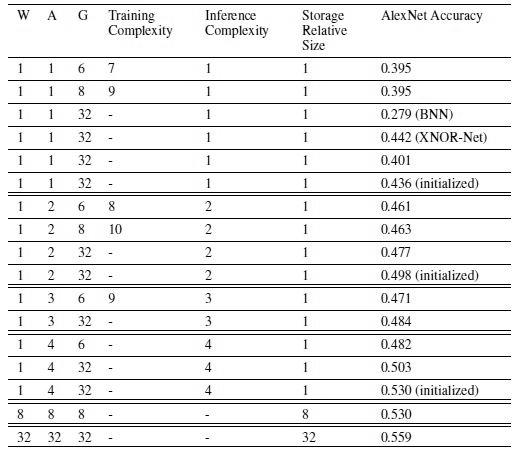 W A G Training Complexity Inference Complexity Storage Relative Size AlexNet Accuracy
1 1 6 7 1 1 0.395
1 1 8 9 1 1 0.395
1 1 32 - 1 1 0.279 (BNN)
1 1 32 - 1 1 0.442 (XNOR-Net)
1 1 32 - 1 1 0.401
1 1 32 - 1 1 0.436 (initialized)
1 2 6 8 2 1 0.461
1 2 8 10 2 1 0.463
1 2 32 - 2 1 0.477
1 2 32 - 2 1 0.498 (initialized)
1 3 6 9 3 1 0.471
1 3 32 - 3 1 0.484
1 4 6 - 4 1 0.482
1 4 32 - 4 1 0.503
1 4 32 - 4 1 0.530 (initialized)
8 8 8 - - 8 0.530
32 32 32 - - 32 0.559